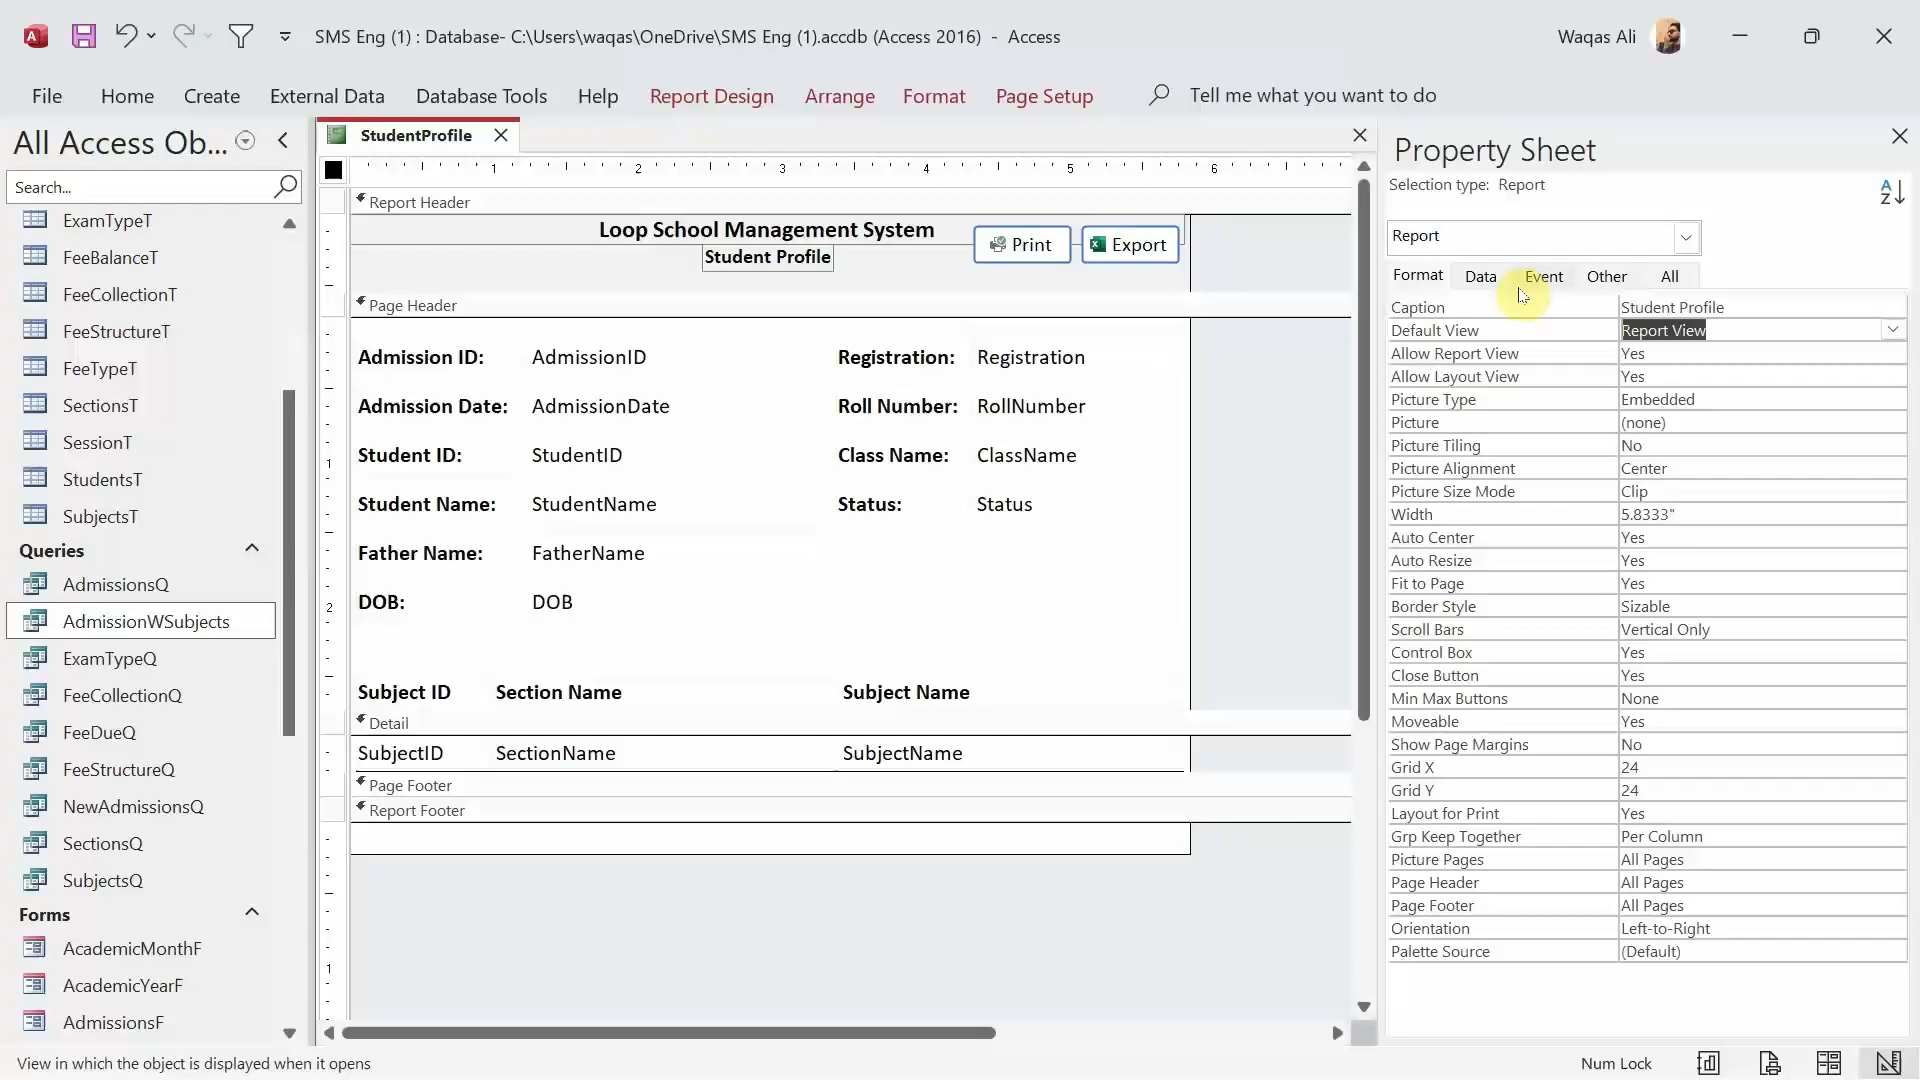 SMS Eng (1) : Database- C:\Users\waqas\OneDrive\SMS Eng (1).accdb (Access 2016) - Access
Waqas Ali
File Home Create External Data Database Tools Help Report Design Arrange Format Page Setup Tell me what you want to do
All Access Ob...
Search...
ExamTypeT
FeeBalanceT
FeeCollectionT
FeeStructureT
FeeTypeT
SectionsT
SessionT
StudentsT
SubjectsT
Queries
AdmissionsQ
AdmissionWSubjects
ExamTypeQ
FeeCollectionQ
FeeDueQ
FeeStructureQ
NewAdmissionsQ
SectionsQ
SubjectsQ
Forms
AcademicMonthF
AcademicYearF
AdmissionsF
StudentProfile
1 2 3 4 5 6
Report Header
Loop School Management System
Student Profile
Print Export
Page Header
Admission ID: AdmissionID Registration: Registration
Admission Date: AdmissionDate Roll Number: RollNumber
1
Student ID: StudentID Class Name: ClassName
Student Name: StudentName Status: Status
Father Name: FatherName
2
DOB: DOB
Subject ID Section Name Subject Name
Detail
SubjectID SectionName SubjectName
Page Footer
Report Footer
1
Property Sheet
Selection type: Report
A
Z
Report
Format Data Event Other All
Caption Student Profile
Default View Report View
Allow Report View Yes
Allow Layout View Yes
Picture Type Embedded
Picture (none)
Picture Tiling No
Picture Alignment Center
Picture Size Mode Clip
Width 5.8333"
Auto Center Yes
Auto Resize Yes
Fit to Page Yes
Border Style Sizable
Scroll Bars Vertical Only
Control Box Yes
Close Button Yes
Min Max Buttons None
Moveable Yes
Show Page Margins No
Grid X 24
Grid Y 24
Layout for Print Yes
Grp Keep Together Per Column
Picture Pages All Pages
Page Header All Pages
Page Footer All Pages
Orientation Left-to-Right
Palette Source (Default)
View in which the object is displayed when it opens
Num Lock